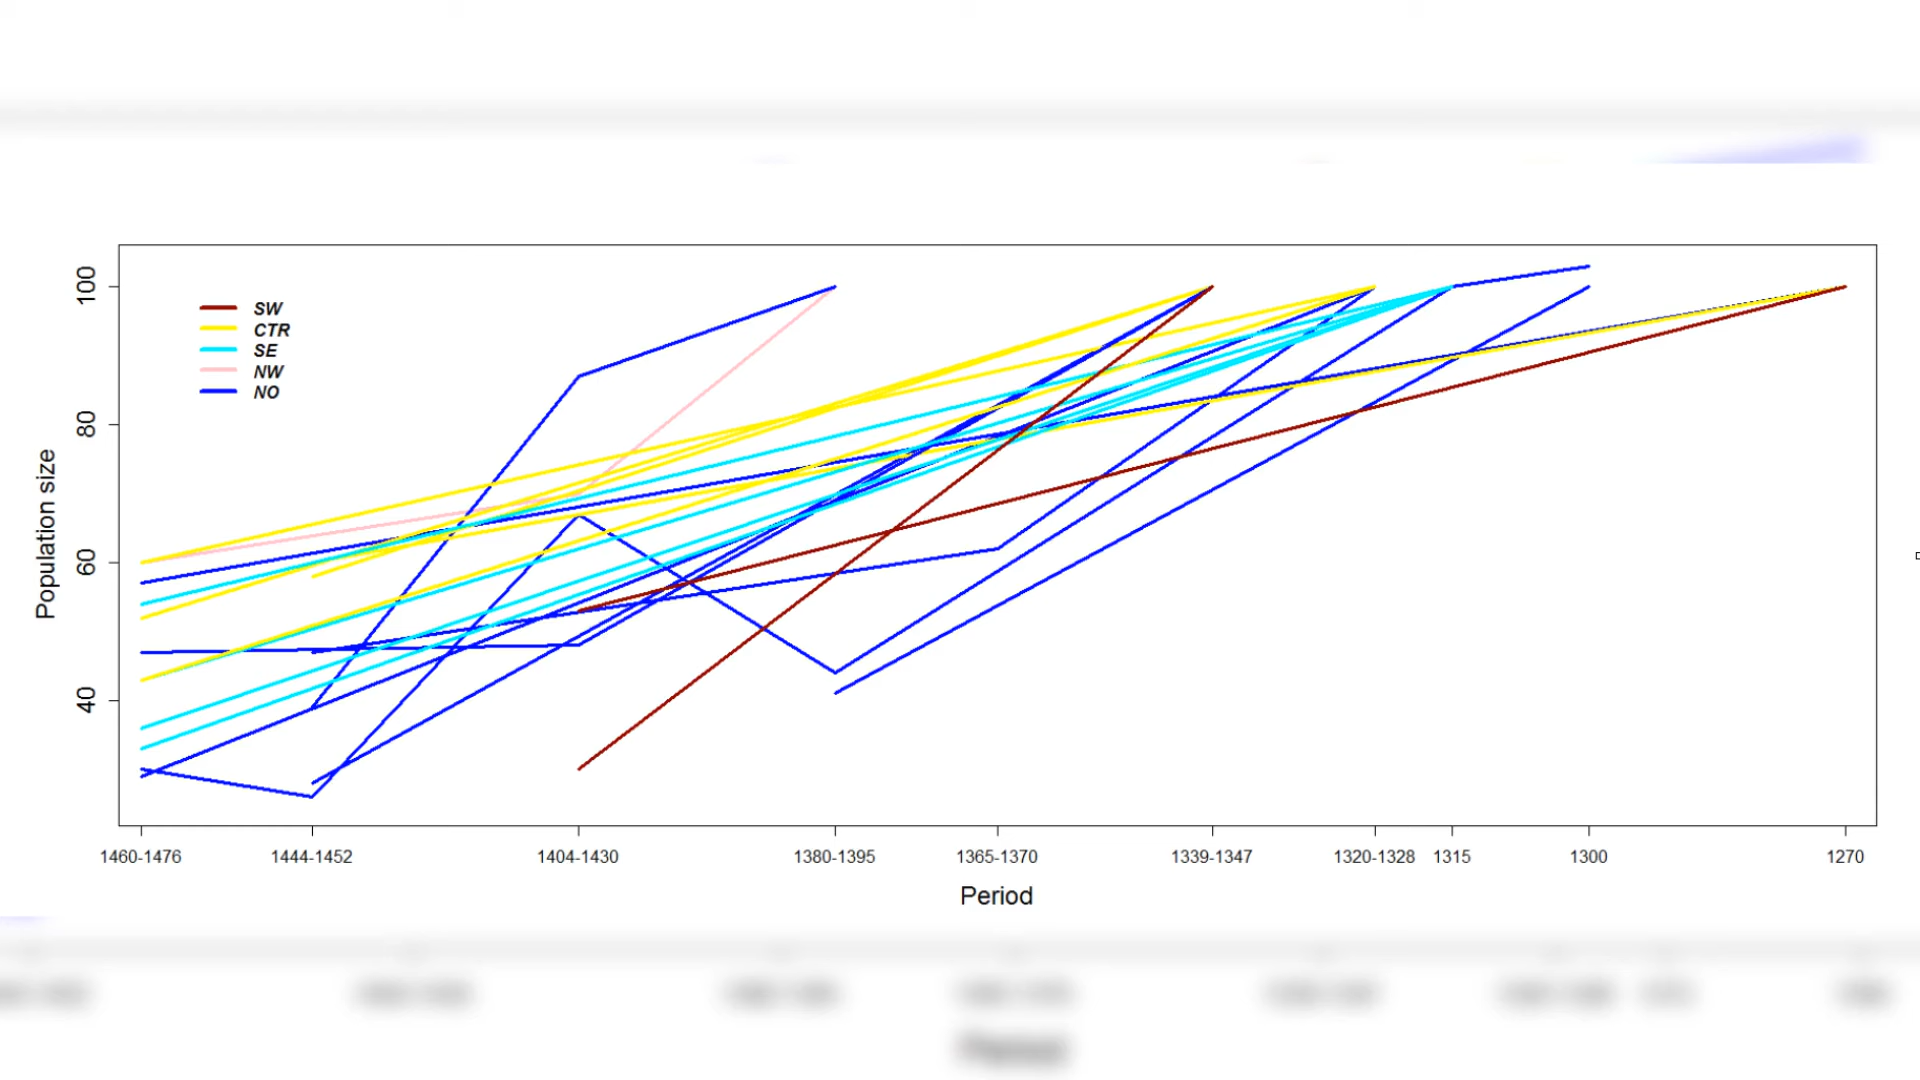 100
80
60
40
Population size
SW
CTR
SE
NW
NO
1460-1476 1444-1452 1404-1430 1380-1395 1365-1370 1339-1347 1320-1328 1315 1300 1270
Period
Period